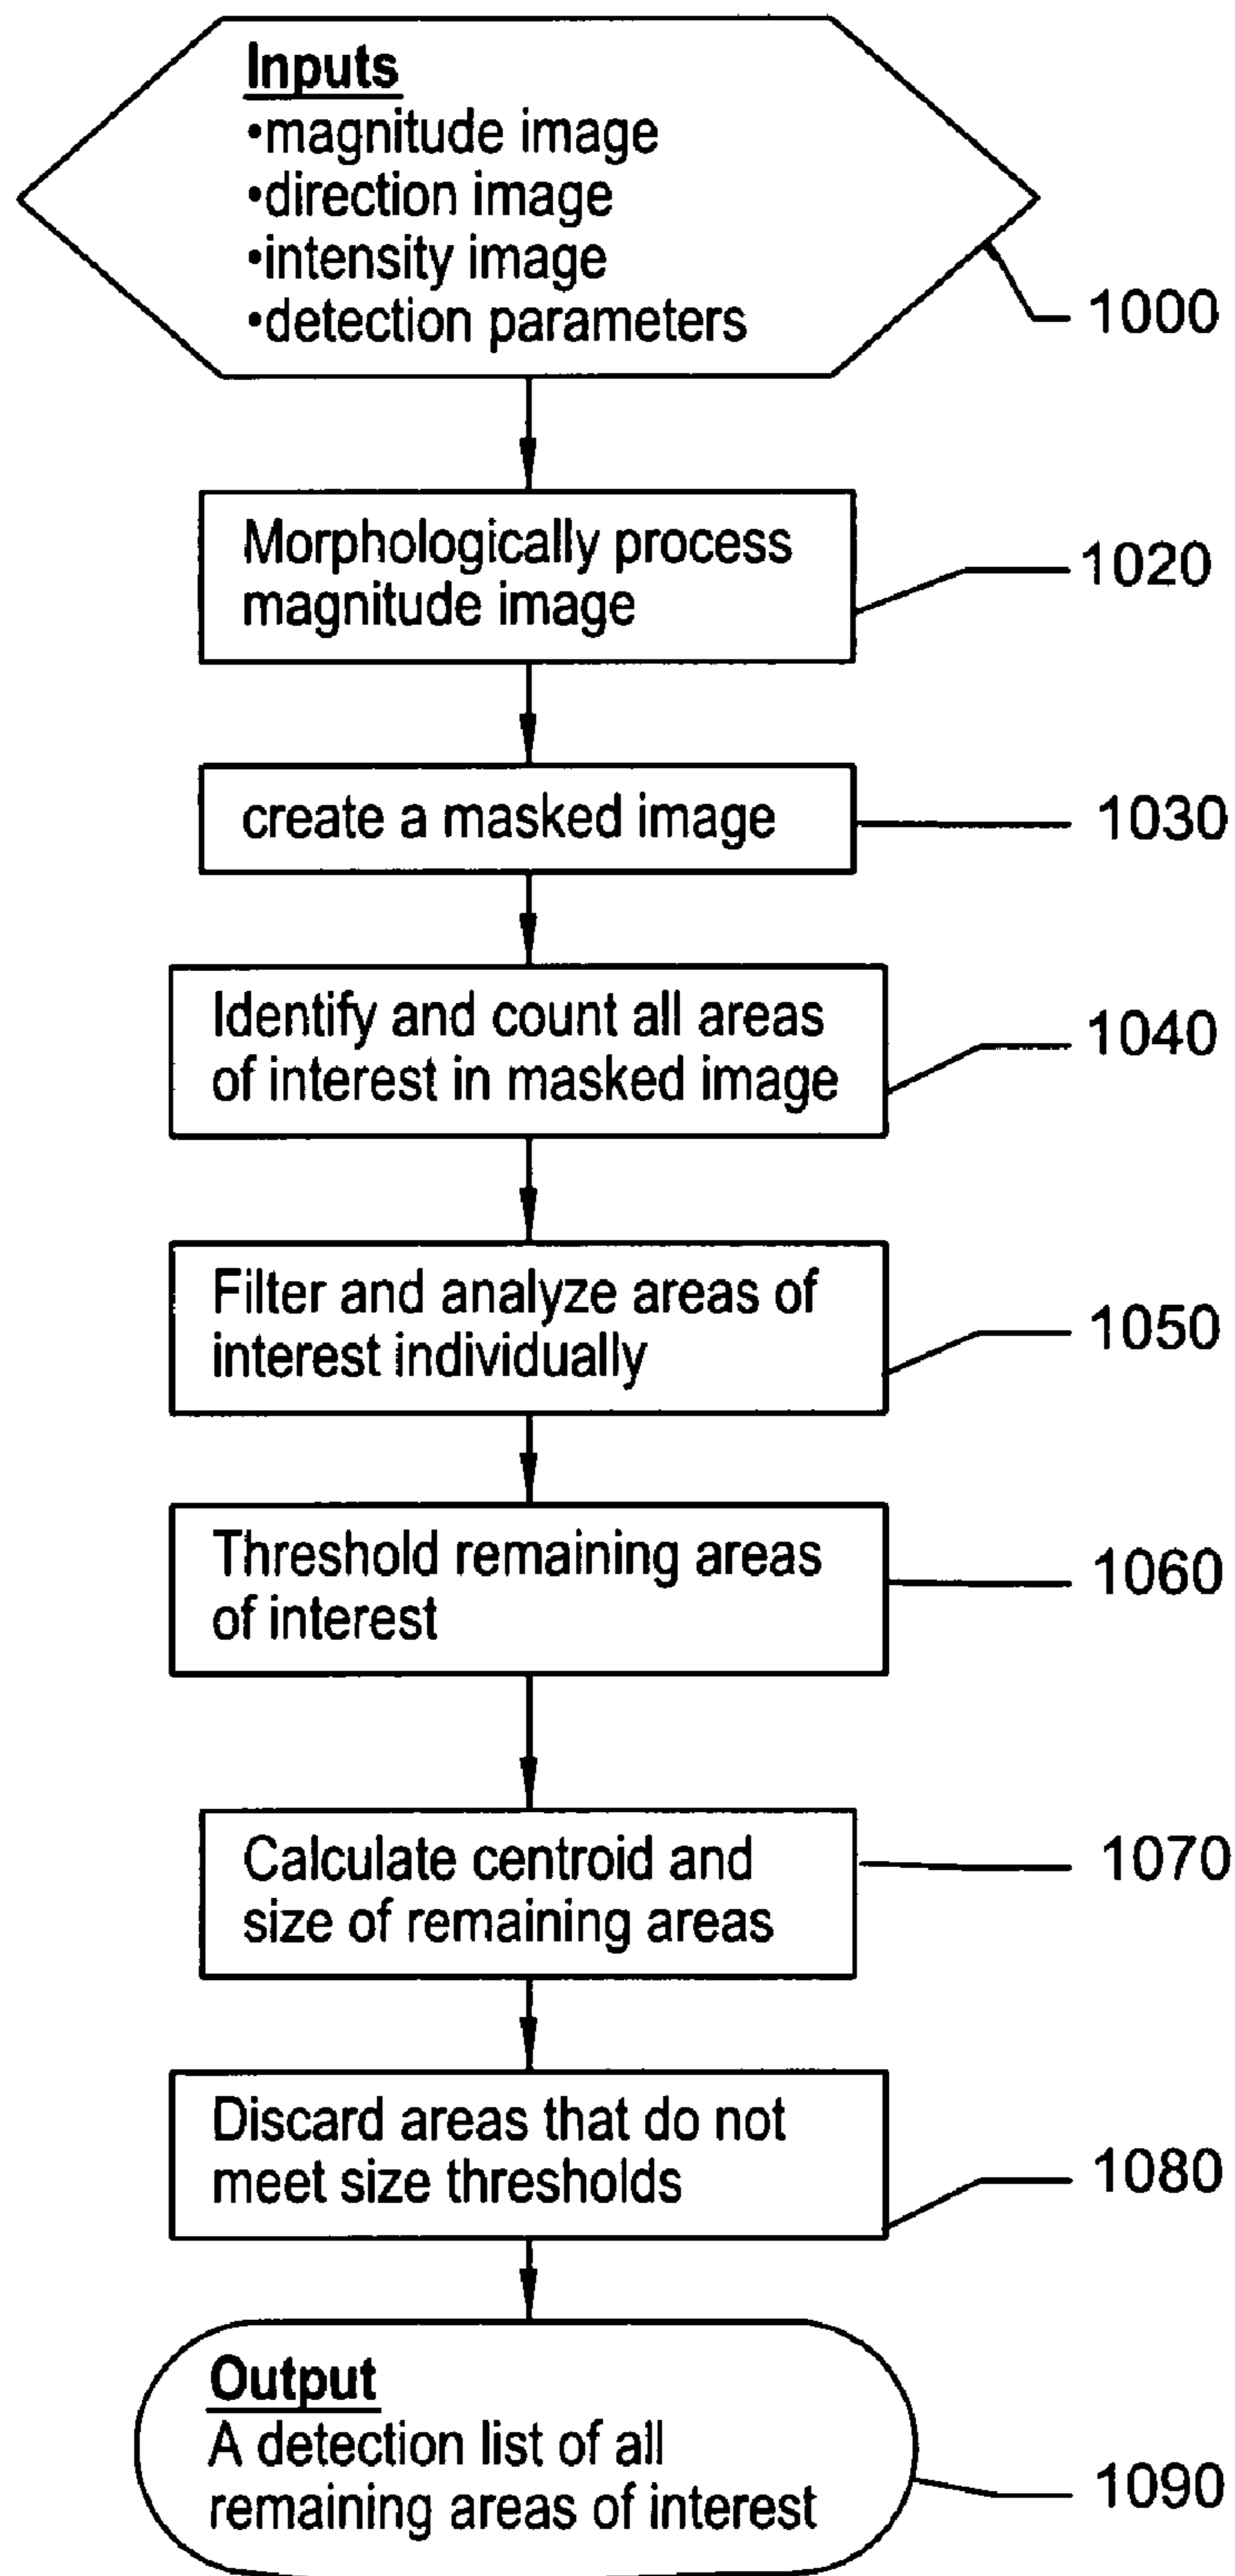 Inputs
•magnitude image
•direction image
•intensity image
•detection parameters
1000
Morphologically process
magnitude image
1020
create a masked image
1030
Identify and count all areas
of interest in masked image
1040
Filter and analyze areas of
interest individually
1050
Threshold remaining areas
of interest
1060
Calculate centroid and
size of remaining areas
1070
Discard areas that do not
meet size thresholds
1080
Output
A detection list of all
remaining areas of interest
1090